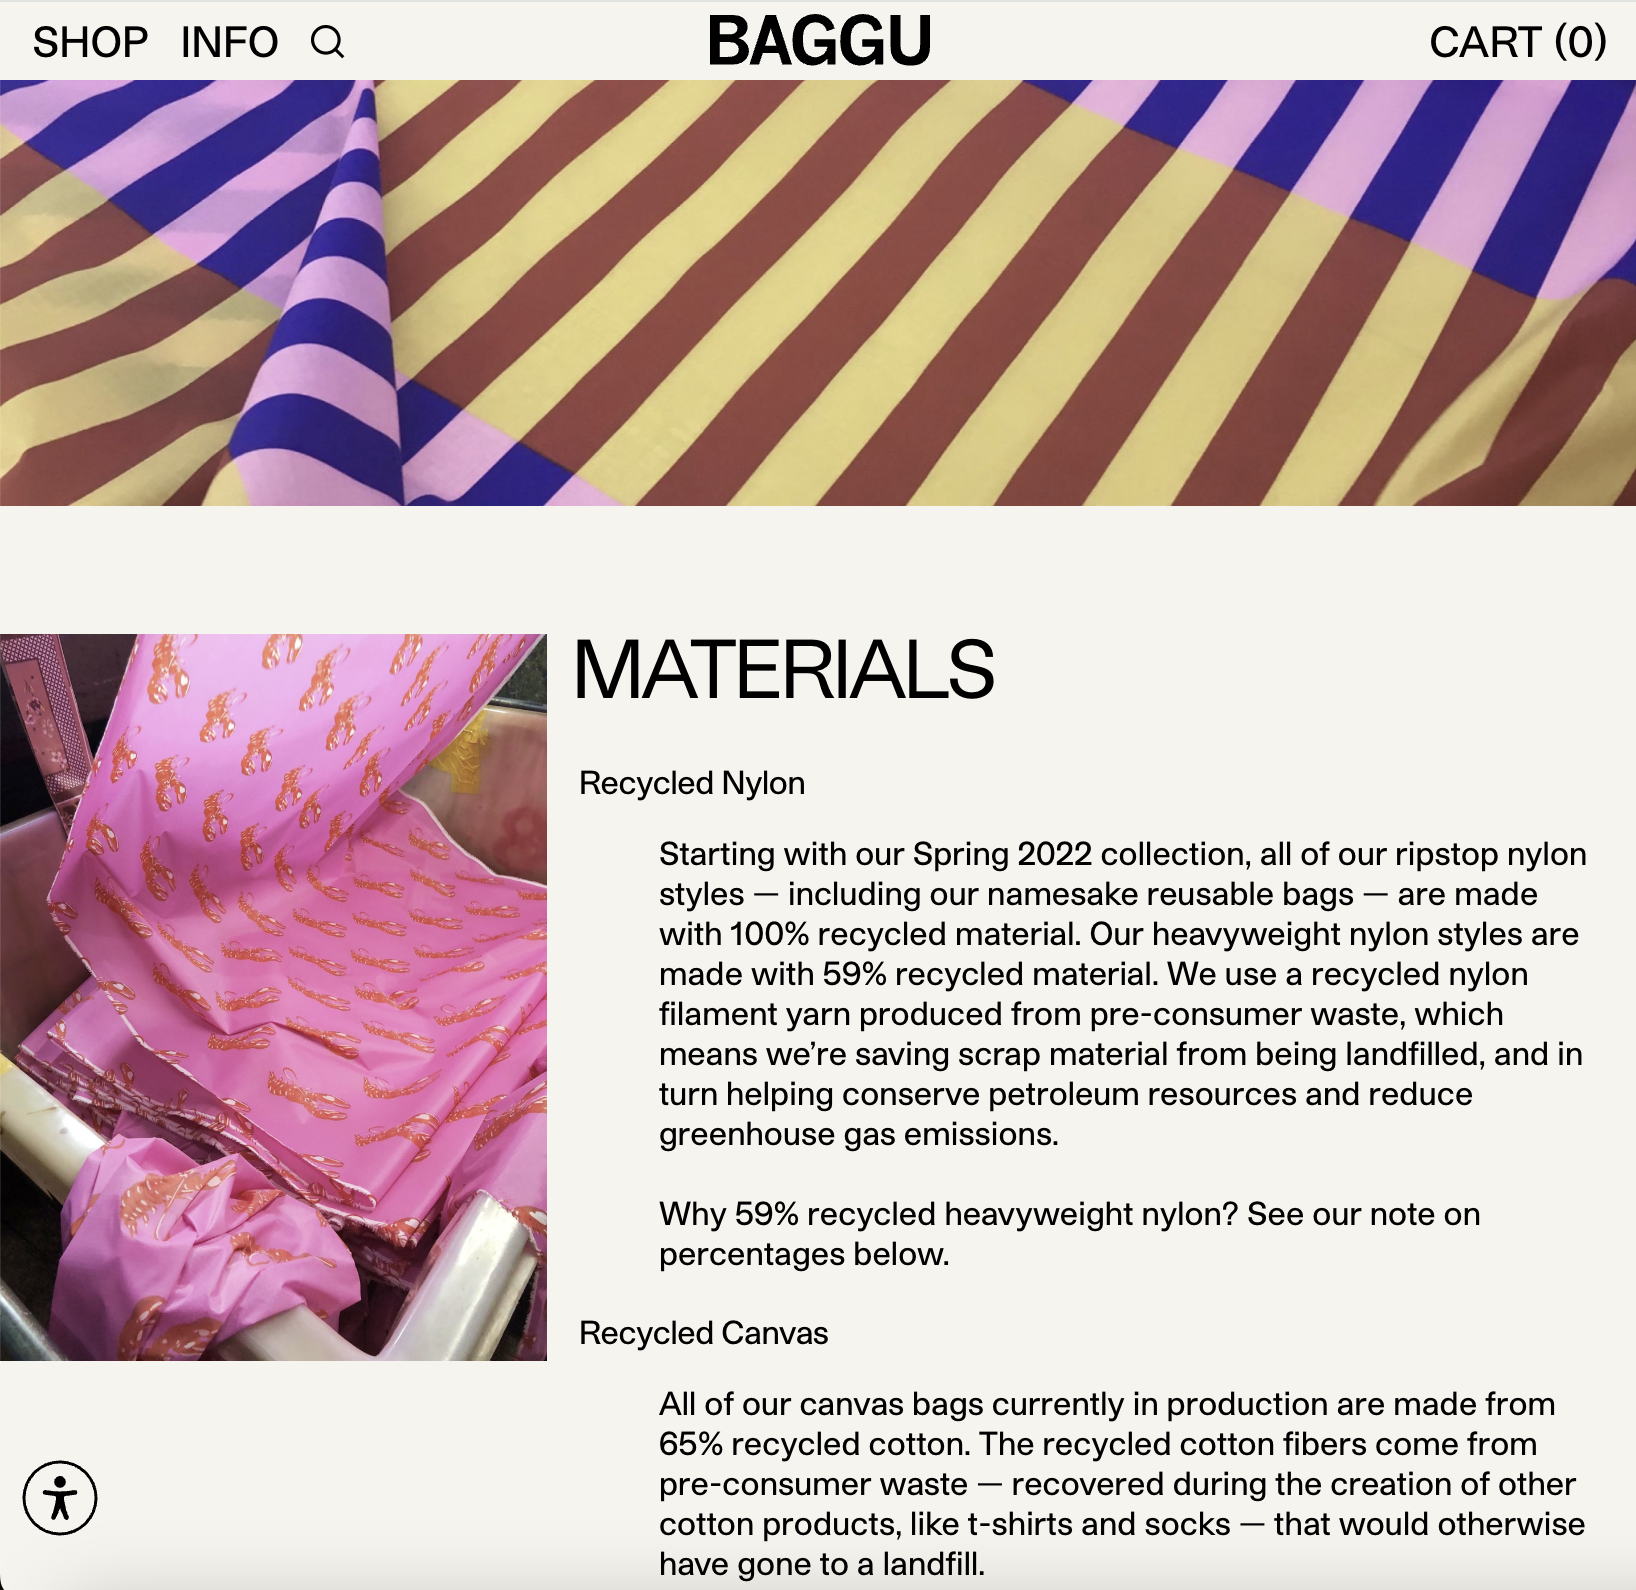 SHOP INFO BAGGU CART (0)
MATERIALS
Recycled Nylon
Starting with our Spring 2022 collection, all of our ripstop nylon
styles — including our namesake reusable bags — are made
with 100% recycled material. Our heavyweight nylon styles are
made with 59% recycled material. We use a recycled nylon
filament yarn produced from pre-consumer waste, which
means we’re saving scrap material from being landfilled, and in
turn helping conserve petroleum resources and reduce
greenhouse gas emissions.
Why 59% recycled heavyweight nylon? See our note on
percentages below.
Recycled Canvas
All of our canvas bags currently in production are made from
65% recycled cotton. The recycled cotton fibers come from
pre-consumer waste — recovered during the creation of other
cotton products, like t-shirts and socks — that would otherwise
have gone to a landfill.